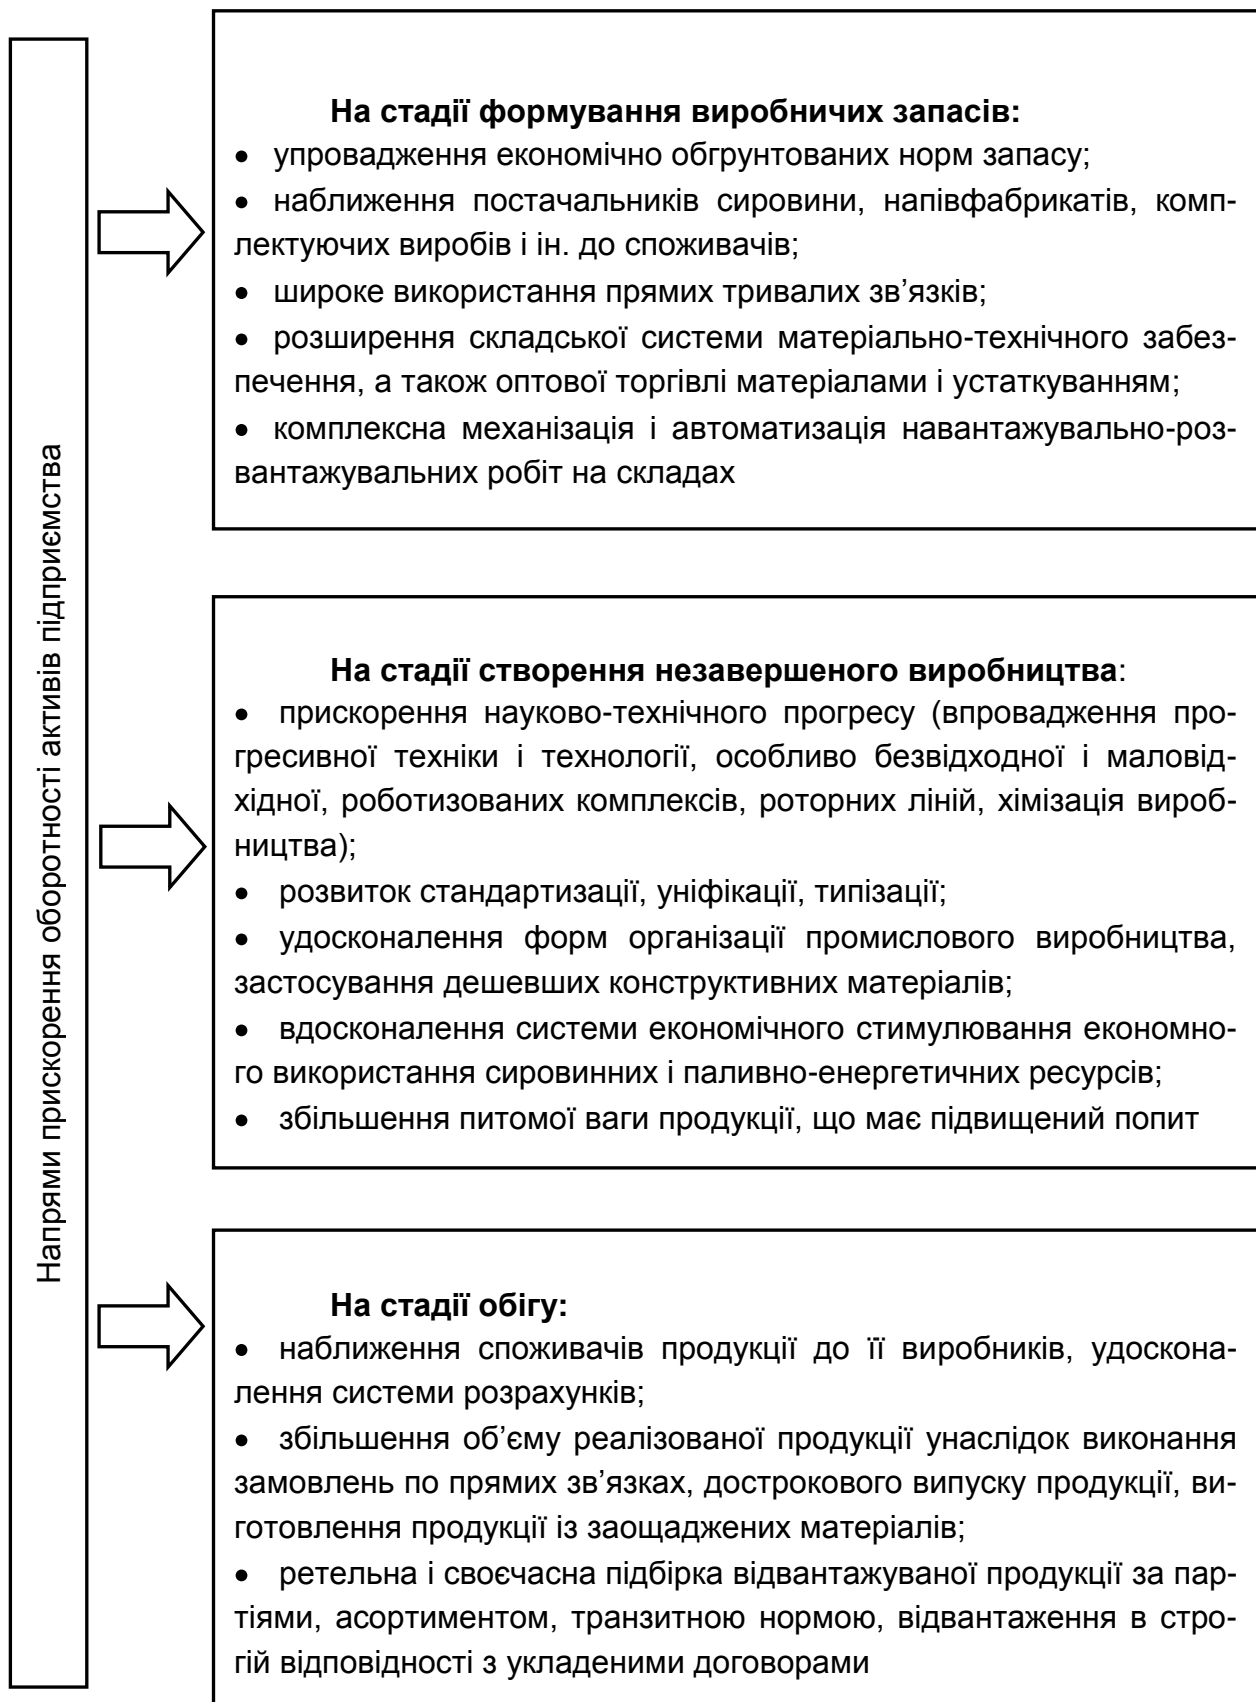 Напрями прискорення оборотності активів підприємства
На стадії формування виробничих запасів:
• упровадження економічно обгрунтованих норм запасу;
• наближення постачальників сировини, напівфабрикатів, комп-
лектуючих виробів і ін. до споживачів;
• широке використання прямих тривалих зв’язків;
• розширення складської системи матеріально-технічного забез-
печення, а також оптової торгівлі матеріалами і устаткуванням;
• комплексна механізація і автоматизація навантажувально-роз-
вантажувальних робіт на складах
На стадії створення незавершеного виробництва:
• прискорення науково-технічного прогресу (впровадження про-
гресивної техніки і технології, особливо безвідходної і маловід-
хідної, роботизованих комплексів, роторних ліній, хімізація вироб-
ництва);
• розвиток стандартизації, уніфікації, типізації;
• удосконалення форм організації промислового виробництва,
застосування дешевших конструктивних матеріалів;
• вдосконалення системи економічного стимулювання економно-
го використання сировинних і паливно-енергетичних ресурсів;
• збільшення питомої ваги продукції, що має підвищений попит
На стадії обігу:
• наближення споживачів продукції до її виробників, удоскона-
лення системи розрахунків;
• збільшення об’єму реалізованої продукції унаслідок виконання
замовлень по прямих зв’язках, дострокового випуску продукції, ви-
готовлення продукції із заощаджених матеріалів;
• ретельна і своєчасна підбірка відвантажуваної продукції за пар-
тіями, асортиментом, транзитною нормою, відвантаження в стро-
гій відповідності з укладеними договорами